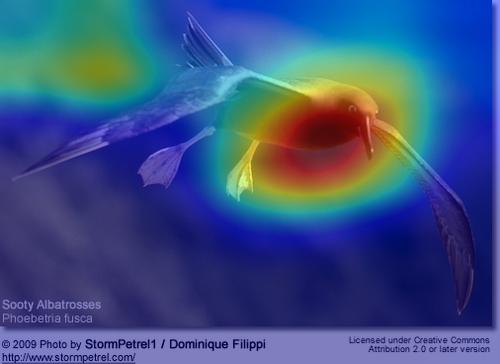 Sooty Albatrosses
Phoebetria fusca
© 2009 Photo by StormPetrel1 / Dominique Filippi
http://www.stormpetrel.com/
Licensed under Creative Commons
Attribution 2.0 or later version